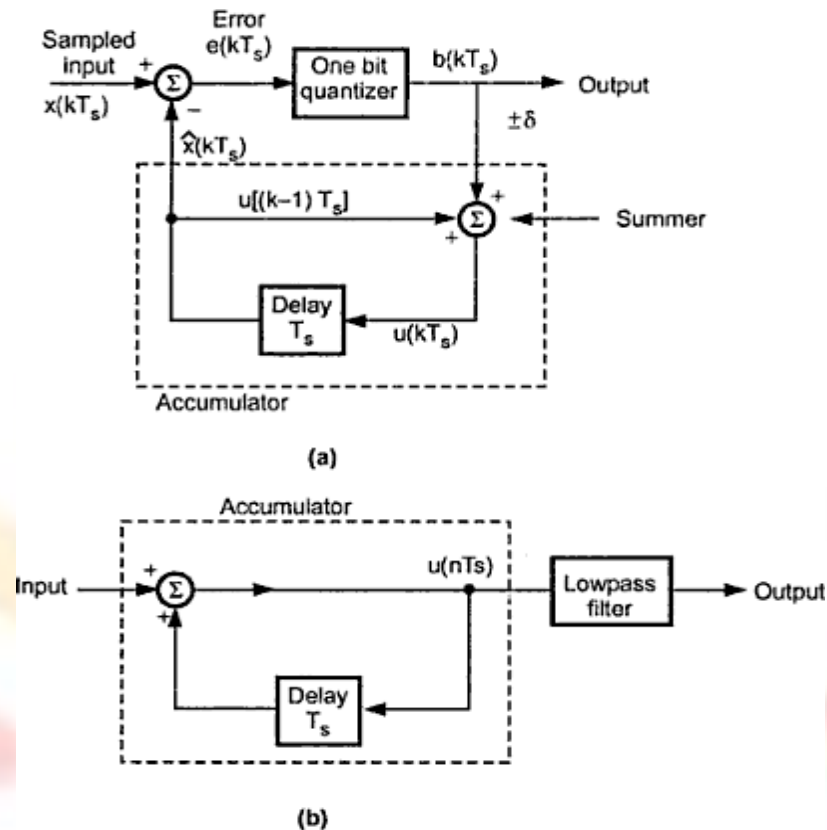 Error
e(kTs)
Sampled
input
x(kTs)
+
Σ
−
One bit
quantizer
b(kTs)
Output
±δ
x̂(kTs)
u[(k−1) Ts]
+
Σ
+
Summer
Delay
Ts
u(kTs)
Accumulator
(a)
Accumulator
Input
+
Σ
+
u(nTs)
Lowpass
filter
Output
Delay
Ts
(b)